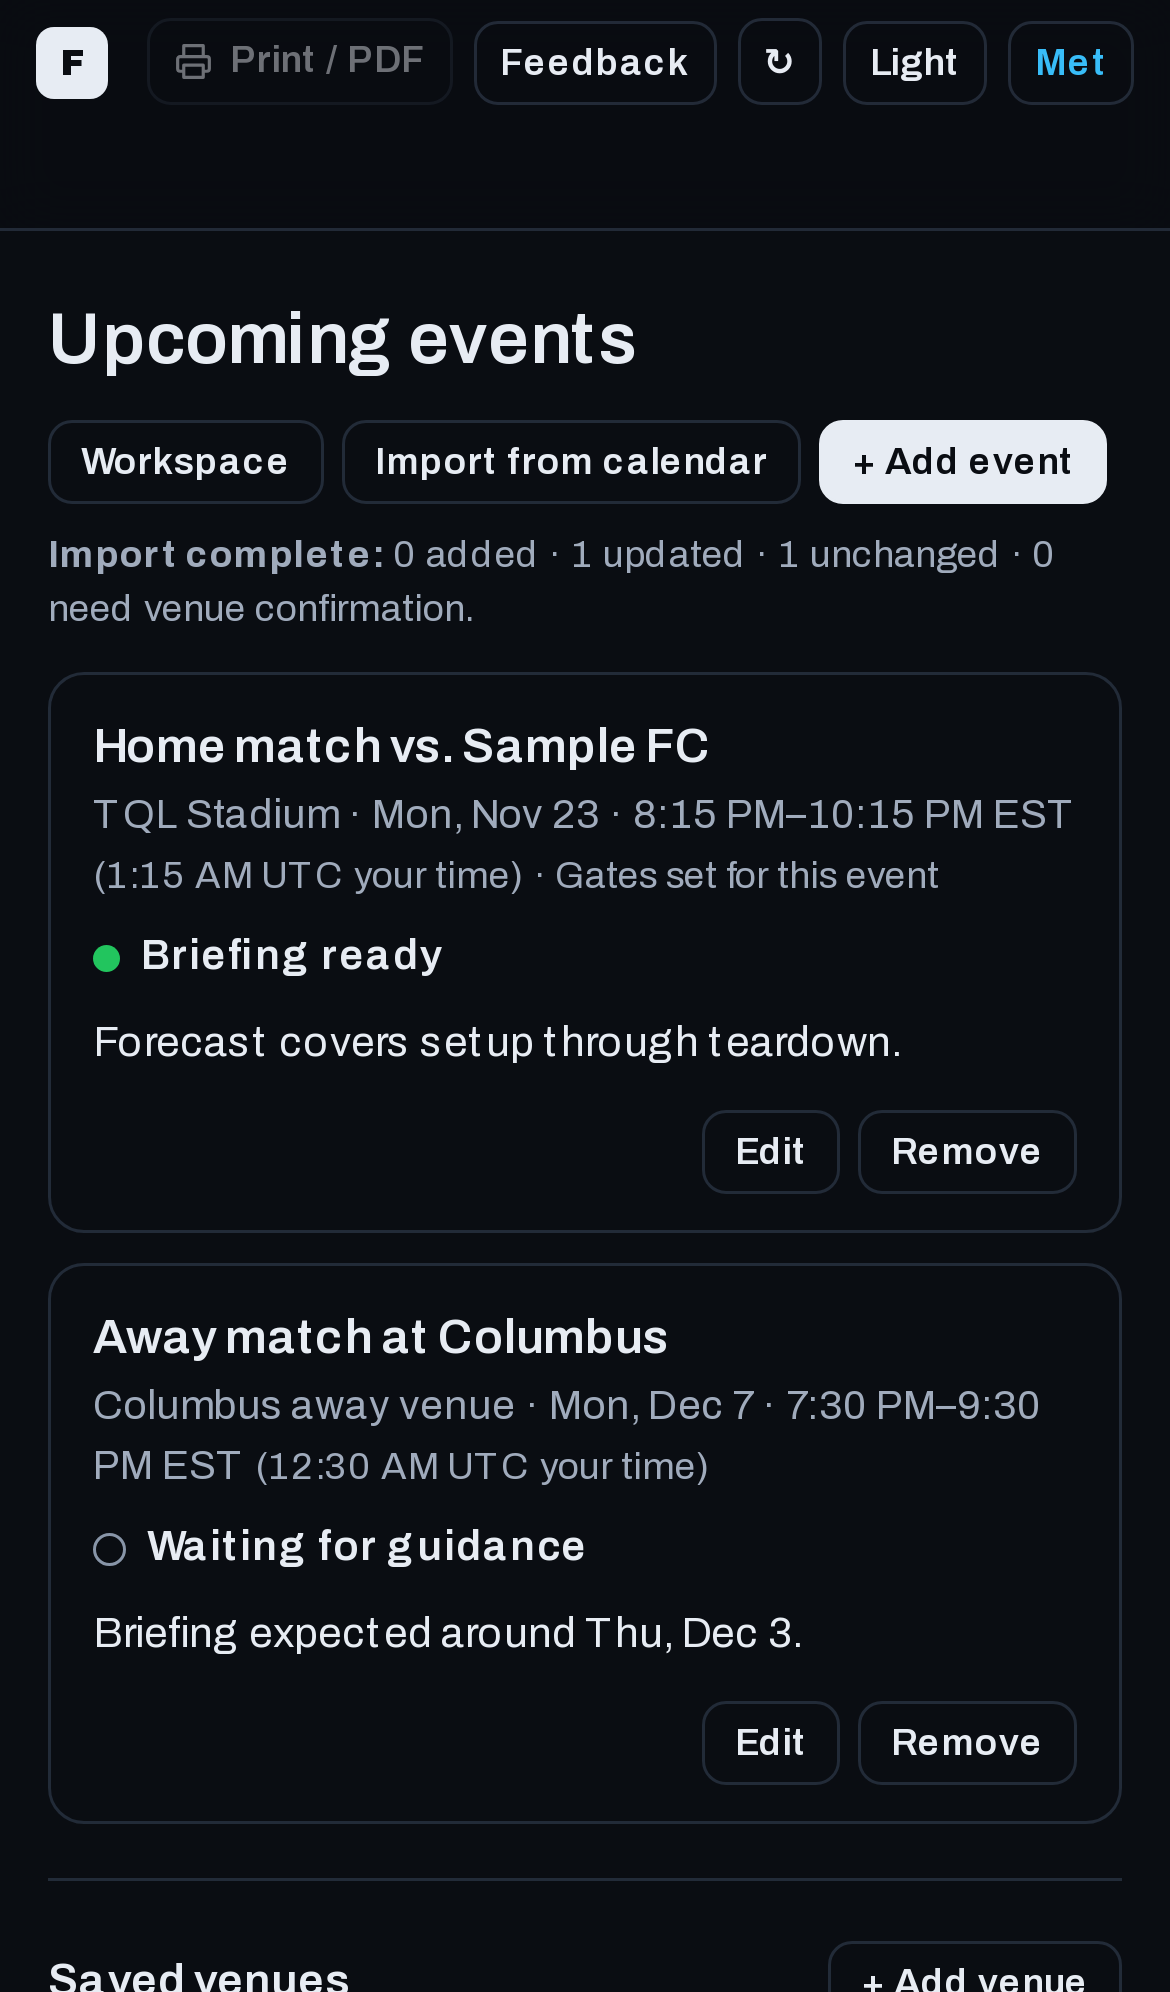 F
Print / PDF
Feedback
↻
Light
Met
Upcoming events
Workspace
Import from calendar
+ Add event
Import complete: 0 added · 1 updated · 1 unchanged · 0
need venue confirmation.
Home match vs. Sample FC
TQL Stadium · Mon, Nov 23 · 8:15 PM–10:15 PM EST
(1:15 AM UTC your time) · Gates set for this event
Briefing ready
Forecast covers setup through teardown.
Edit
Remove
Away match at Columbus
Columbus away venue · Mon, Dec 7 · 7:30 PM–9:30
PM EST (12:30 AM UTC your time)
Waiting for guidance
Briefing expected around Thu, Dec 3.
Edit
Remove
Saved venues
+ Add venue